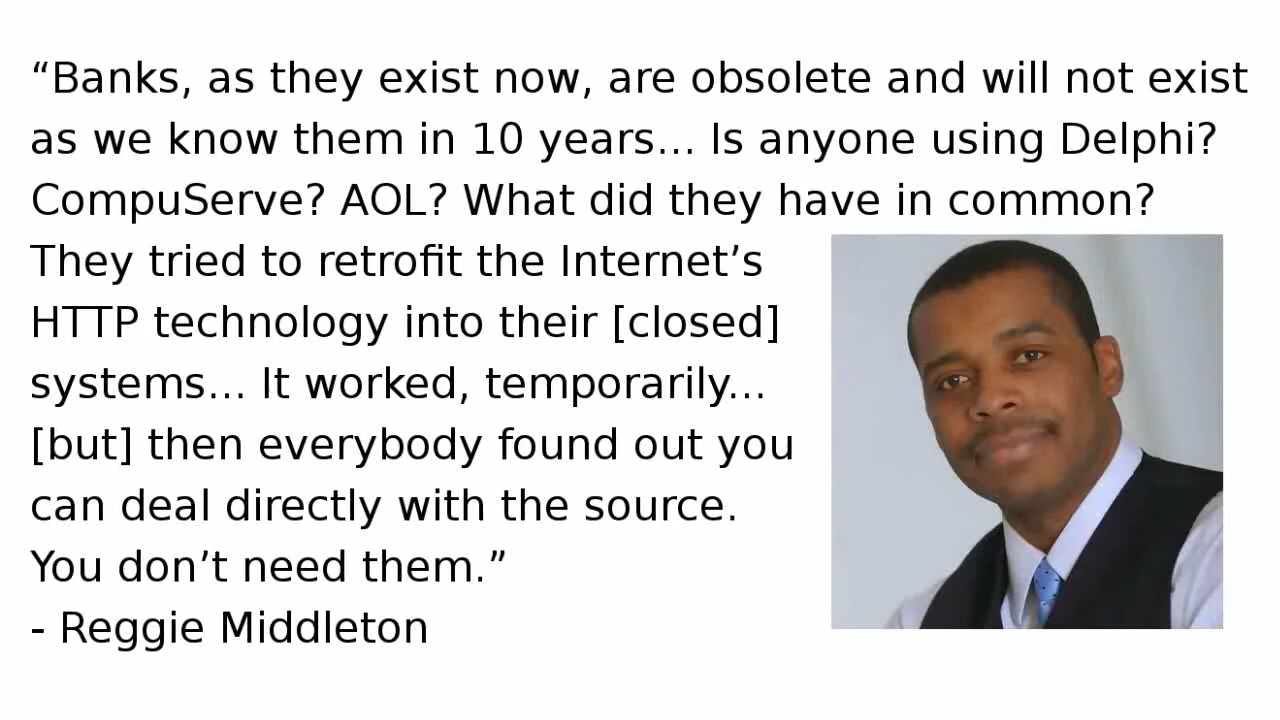 “Banks, as they exist now, are obsolete and will not exist
as we know them in 10 years... Is anyone using Delphi?
CompuServe? AOL? What did they have in common?
They tried to retrofit the Internet’s
HTTP technology into their [closed]
systems... It worked, temporarily...
[but] then everybody found out you
can deal directly with the source.
You don’t need them.”
- Reggie Middleton